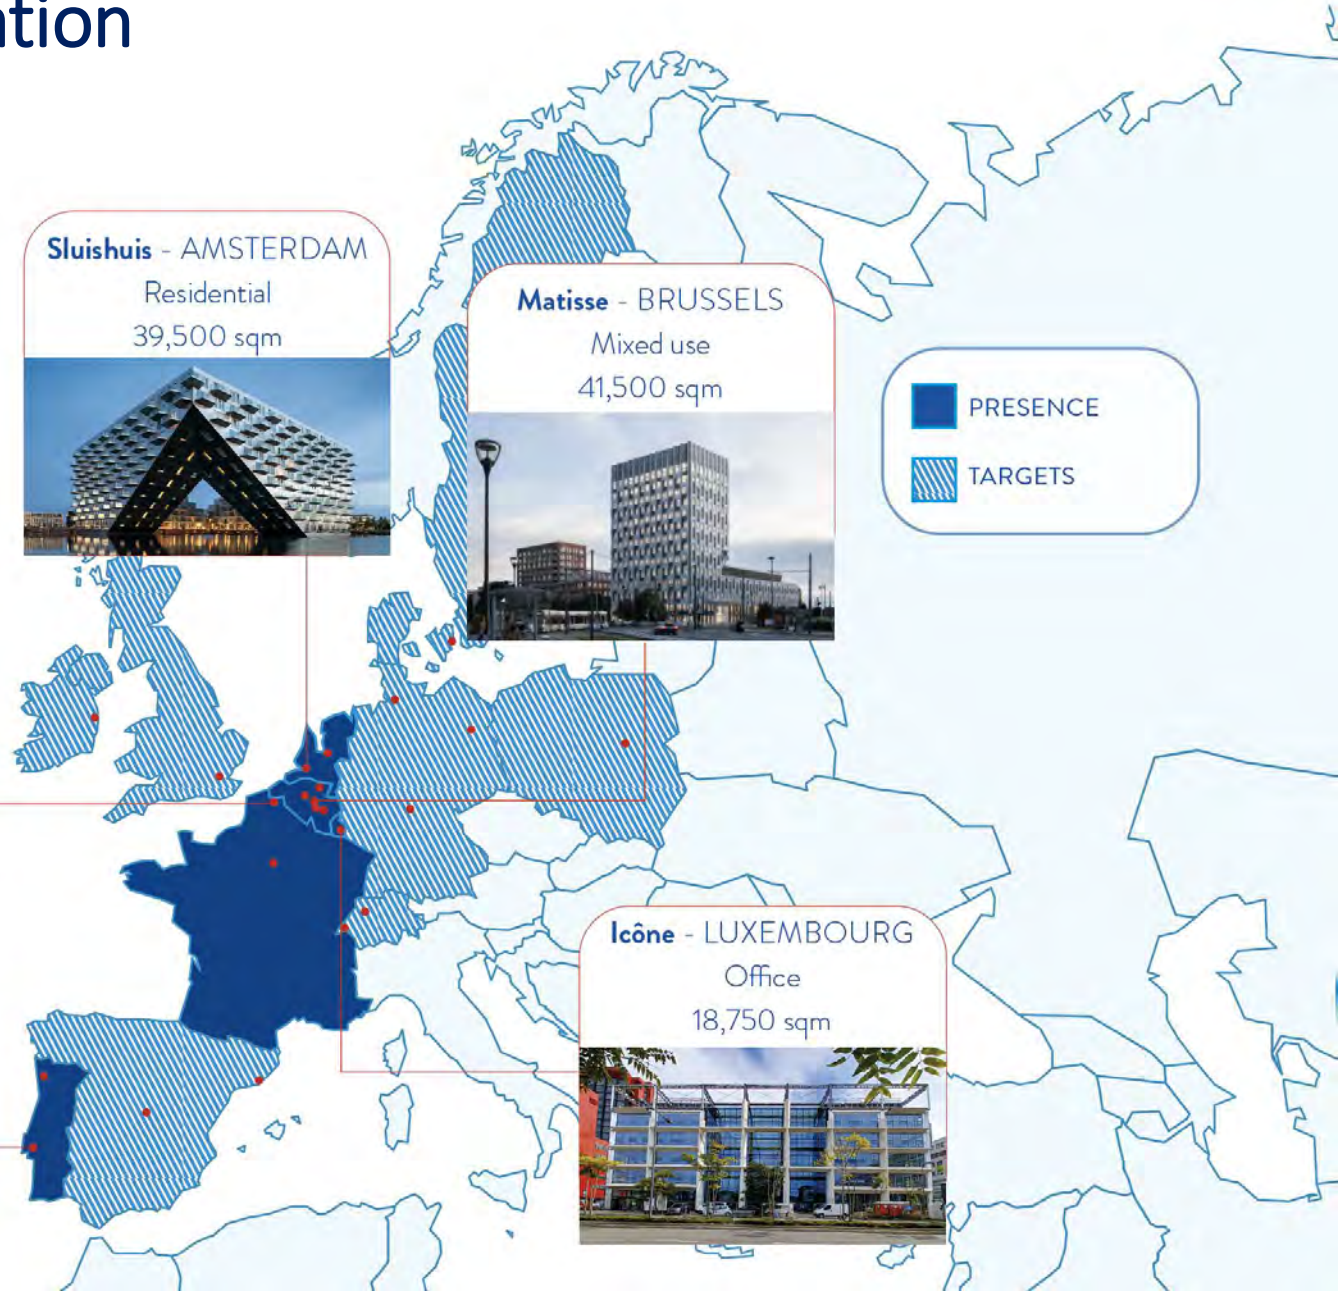 Sluishuis - AMSTERDAM
Residential
39,500 sqm
Matisse - BRUSSELS
Mixed use
41,500 sqm
PRESENCE
TARGETS
Icône - LUXEMBOURG
Office
18,750 sqm